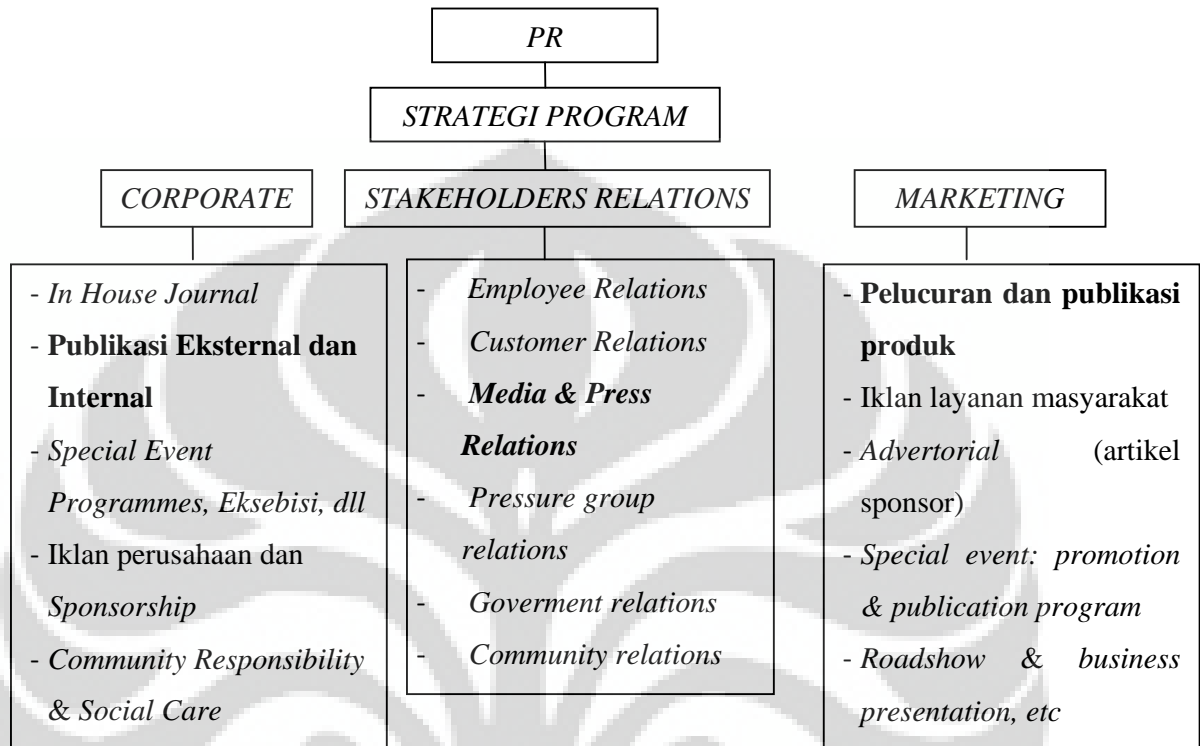 PR
STRATEGI PROGRAM
CORPORATE
STAKEHOLDERS RELATIONS
MARKETING
- In House Journal
- Publikasi Eksternal dan
Internal
- Special Event
Programmes, Eksebisi, dll
- Iklan perusahaan dan
Sponsorship
- Community Responsibility
& Social Care
- Employee Relations
- Customer Relations
- Media & Press
Relations
- Pressure group
relations
- Goverment relations
- Community relations
- Pelucuran dan publikasi
produk
- Iklan layanan masyarakat
- Advertorial (artikel
sponsor)
- Special event: promotion
& publication program
- Roadshow & business
presentation, etc